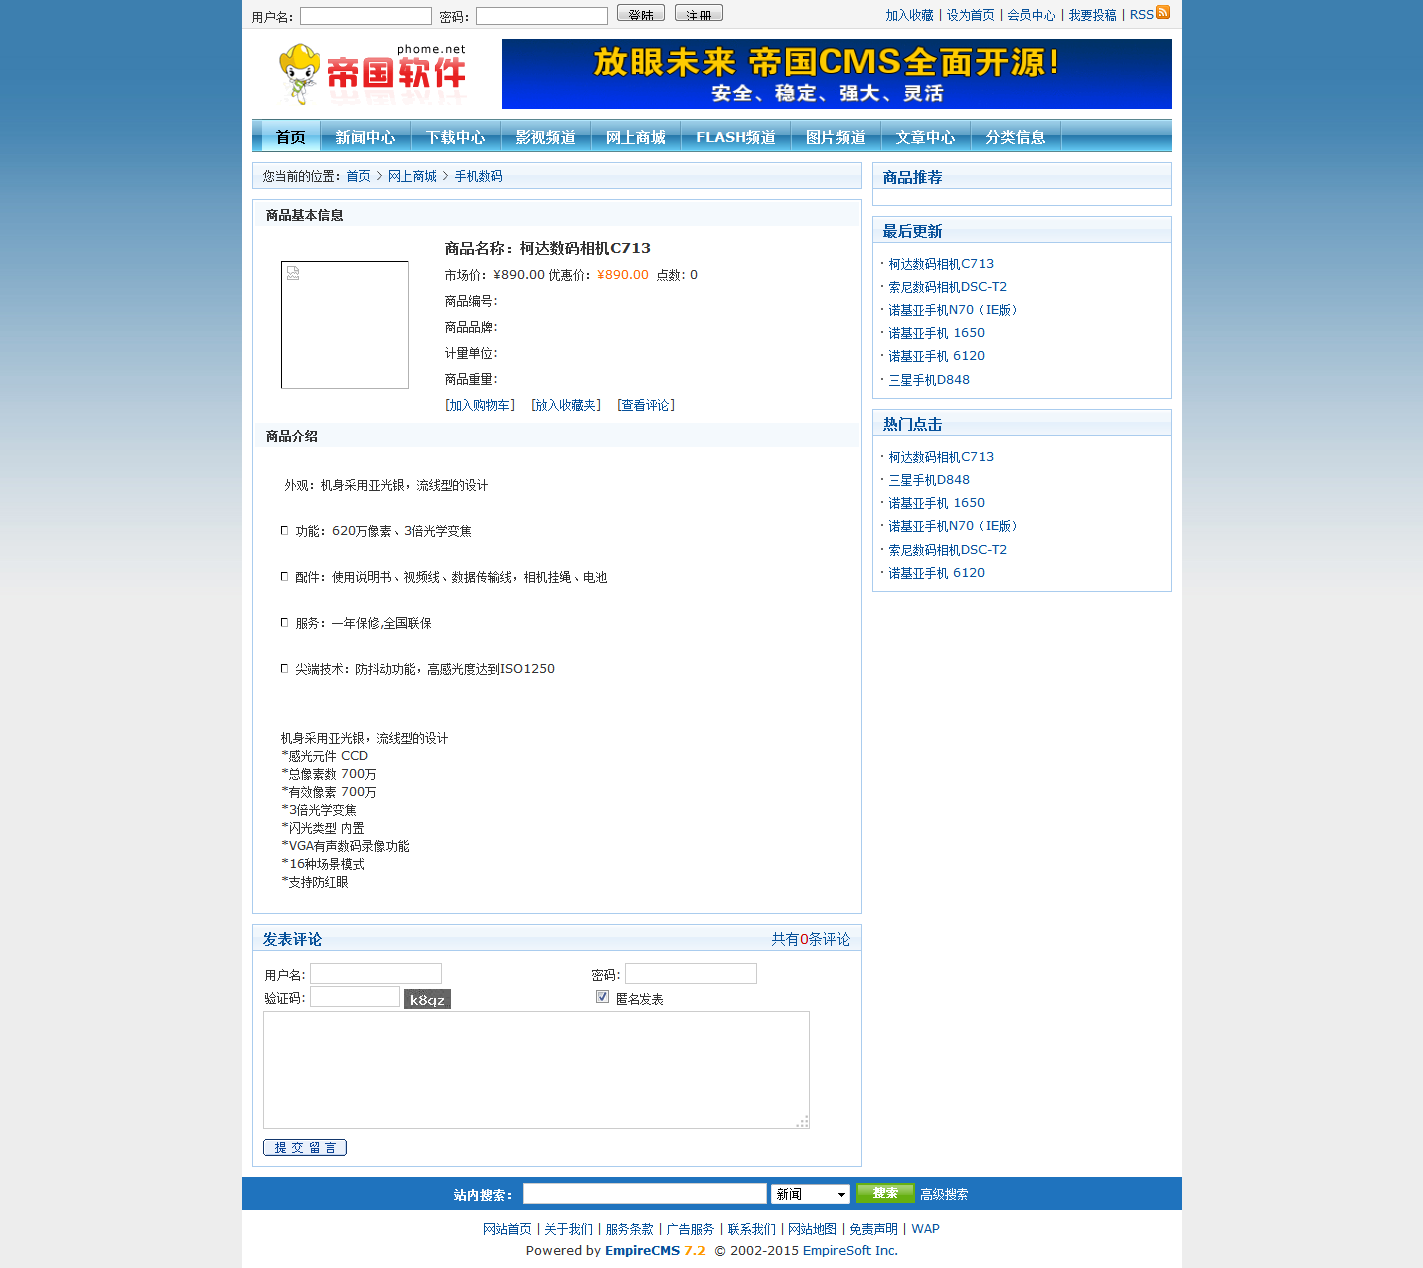 用户名： 密码： 登陆 注册 加入收藏 | 设为首页 | 会员中心 | 我要投稿 | RSS
phome.net
帝国软件
放眼未来 帝国CMS全面开源！
安全、稳定、强大、灵活
首页 新闻中心 下载中心 影视频道 网上商城 FLASH频道 图片频道 文章中心 分类信息
您当前的位置：首页 > 网上商城 > 手机数码
商品基本信息
商品名称：柯达数码相机C713
市场价：¥890.00 优惠价：¥890.00 点数: 0
商品编号:
商品品牌:
计量单位:
商品重量:
[加入购物车] [放入收藏夹] [查看评论]
商品介绍
外观：机身采用亚光银，流线型的设计
功能：620万像素、3倍光学变焦
配件：使用说明书、视频线、数据传输线，相机挂绳、电池
服务：一年保修,全国联保
尖端技术：防抖动功能，高感光度达到ISO1250
机身采用亚光银，流线型的设计
*感光元件 CCD
*总像素数 700万
*有效像素 700万
*3倍光学变焦
*闪光类型 内置
*VGA有声数码录像功能
*16种场景模式
*支持防红眼
发表评论 共有0条评论
用户名: 密码:
验证码: k8qz 匿名发表
提交留言
商品推荐
最后更新
· 柯达数码相机C713
· 索尼数码相机DSC-T2
· 诺基亚手机N70（IE版）
· 诺基亚手机 1650
· 诺基亚手机 6120
· 三星手机D848
热门点击
· 柯达数码相机C713
· 三星手机D848
· 诺基亚手机 1650
· 诺基亚手机N70（IE版）
· 索尼数码相机DSC-T2
· 诺基亚手机 6120
站内搜索： 新闻 搜索 高级搜索
网站首页 | 关于我们 | 服务条款 | 广告服务 | 联系我们 | 网站地图 | 免责声明 | WAP
Powered by EmpireCMS 7.2 © 2002-2015 EmpireSoft Inc.